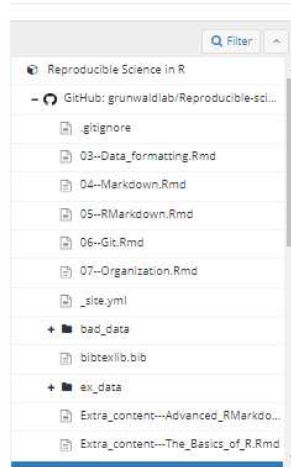 Filter
Reproducible Science in R
GitHub: grunwaldlab/Reproducible-sci...
.gitignore
03--Data_formatting.Rmd
04--Markdown.Rmd
05--RMarkdown.Rmd
06--Git.Rmd
07--Organization.Rmd
_site.yml
bad_data
bibtexlib.bib
ex_data
Extra_content---Advanced_RMarkdo...
Extra_content---The_Basics_of_R.Rmd